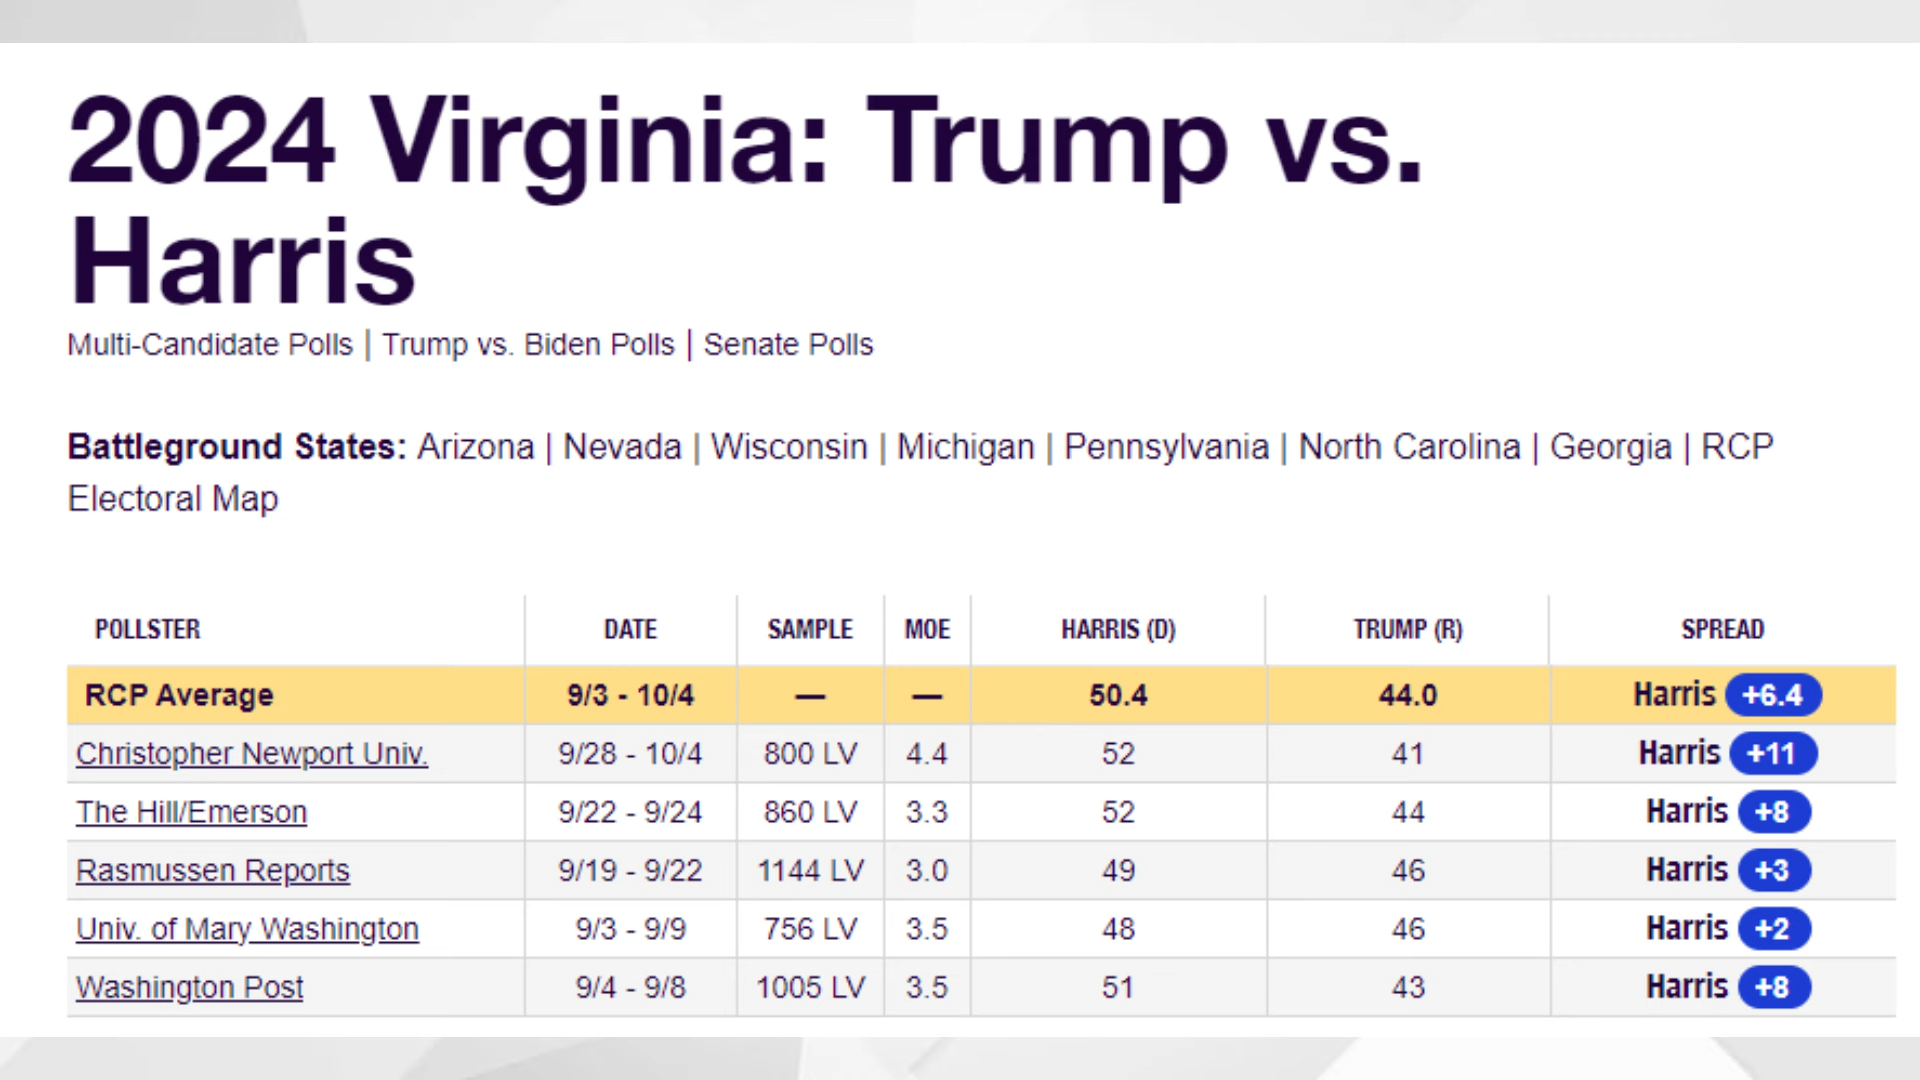 2024 Virginia: Trump vs.
Harris
Multi-Candidate Polls | Trump vs. Biden Polls | Senate Polls
Battleground States: Arizona | Nevada | Wisconsin | Michigan | Pennsylvania | North Carolina | Georgia | RCP
Electoral Map
POLLSTER DATE SAMPLE MOE HARRIS (D) TRUMP (R) SPREAD
RCP Average 9/3 - 10/4 — — 50.4 44.0 Harris +6.4
Christopher Newport Univ. 9/28 - 10/4 800 LV 4.4 52 41 Harris +11
The Hill/Emerson 9/22 - 9/24 860 LV 3.3 52 44 Harris +8
Rasmussen Reports 9/19 - 9/22 1144 LV 3.0 49 46 Harris +3
Univ. of Mary Washington 9/3 - 9/9 756 LV 3.5 48 46 Harris +2
Washington Post 9/4 - 9/8 1005 LV 3.5 51 43 Harris +8